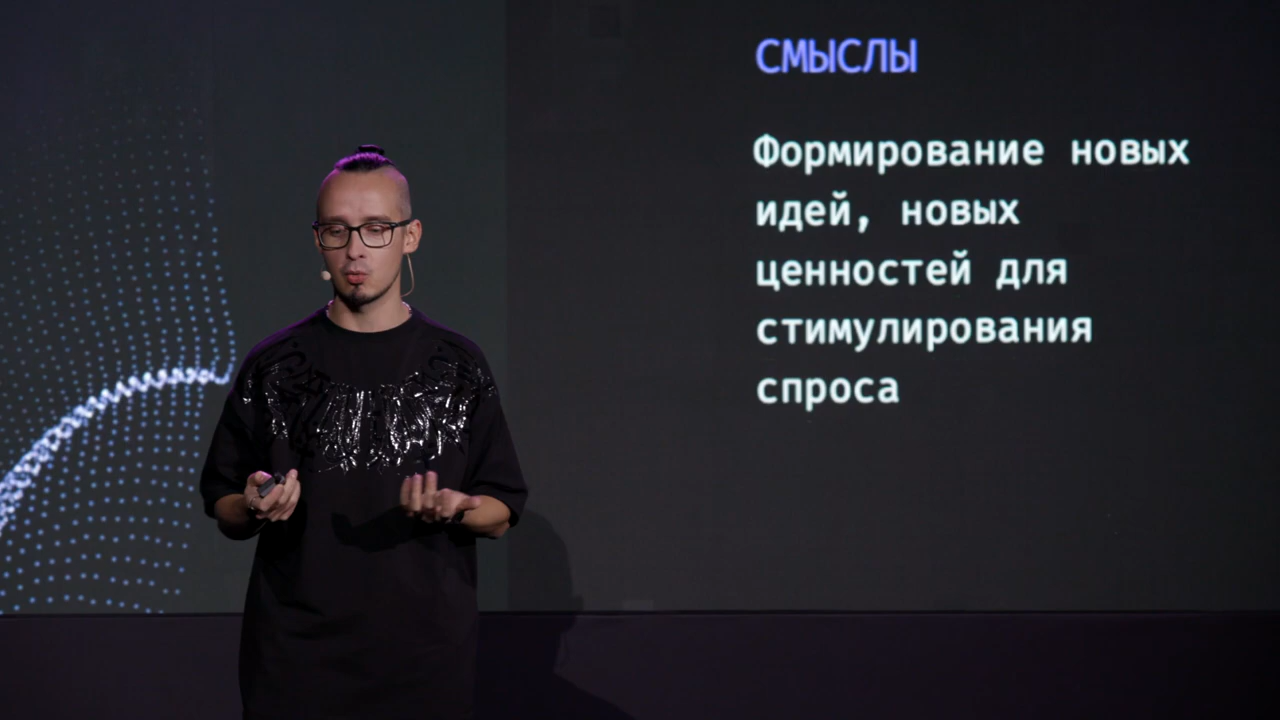 СМЫСЛЫ
Формирование новых
идей, новых
ценностей для
стимулирования
спроса